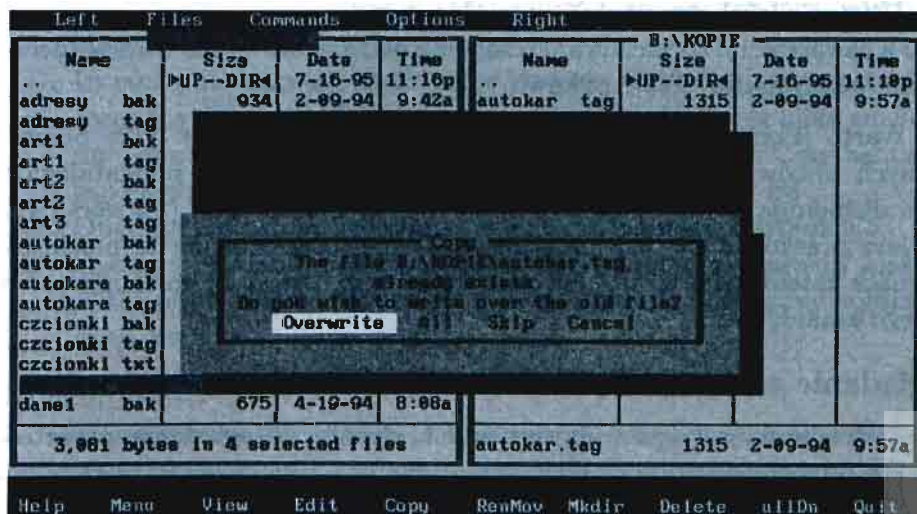 Left Files Commands Options Right
B:\KOPIE
Name Size Date Time Name Size Date Time
.. ►UP--DIR◄ 7-16-95 11:16p .. ►UP--DIR◄ 7-16-95 11:18p
adresy bak 934 2-09-94 9:42a autokar tag 1315 2-09-94 9:57a
adresy tag
art1 bak
art1 tag
art2 bak
art2 tag
art3 tag
autokar bak
autokar tag
autokara bak
autokara tag
czcionki bak
czcionki tag
czcionki txt
Copy
The file B:\KOPIE\autokar.tag
already exists
Do you wish to write over the old file?
Overwrite All Skip Cancel
dane1 bak 675 4-19-94 8:08a
3,081 bytes in 4 selected files autokar.tag 1315 2-09-94 9:57a
Help Menu View Edit Copy RenMov Mkdir Delete ullDn Quit